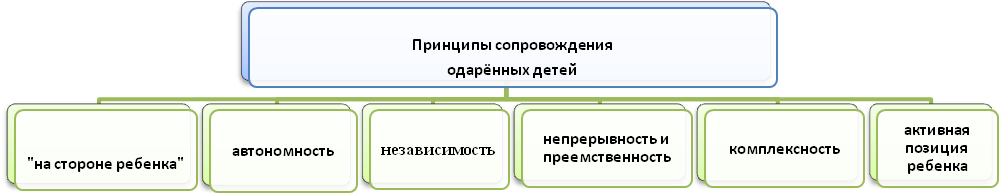 Принципы сопровождения
одарённых детей
"на стороне ребенка"
автономность
независимость
непрерывность и
преемственность
комплексность
активная
позиция
ребенка